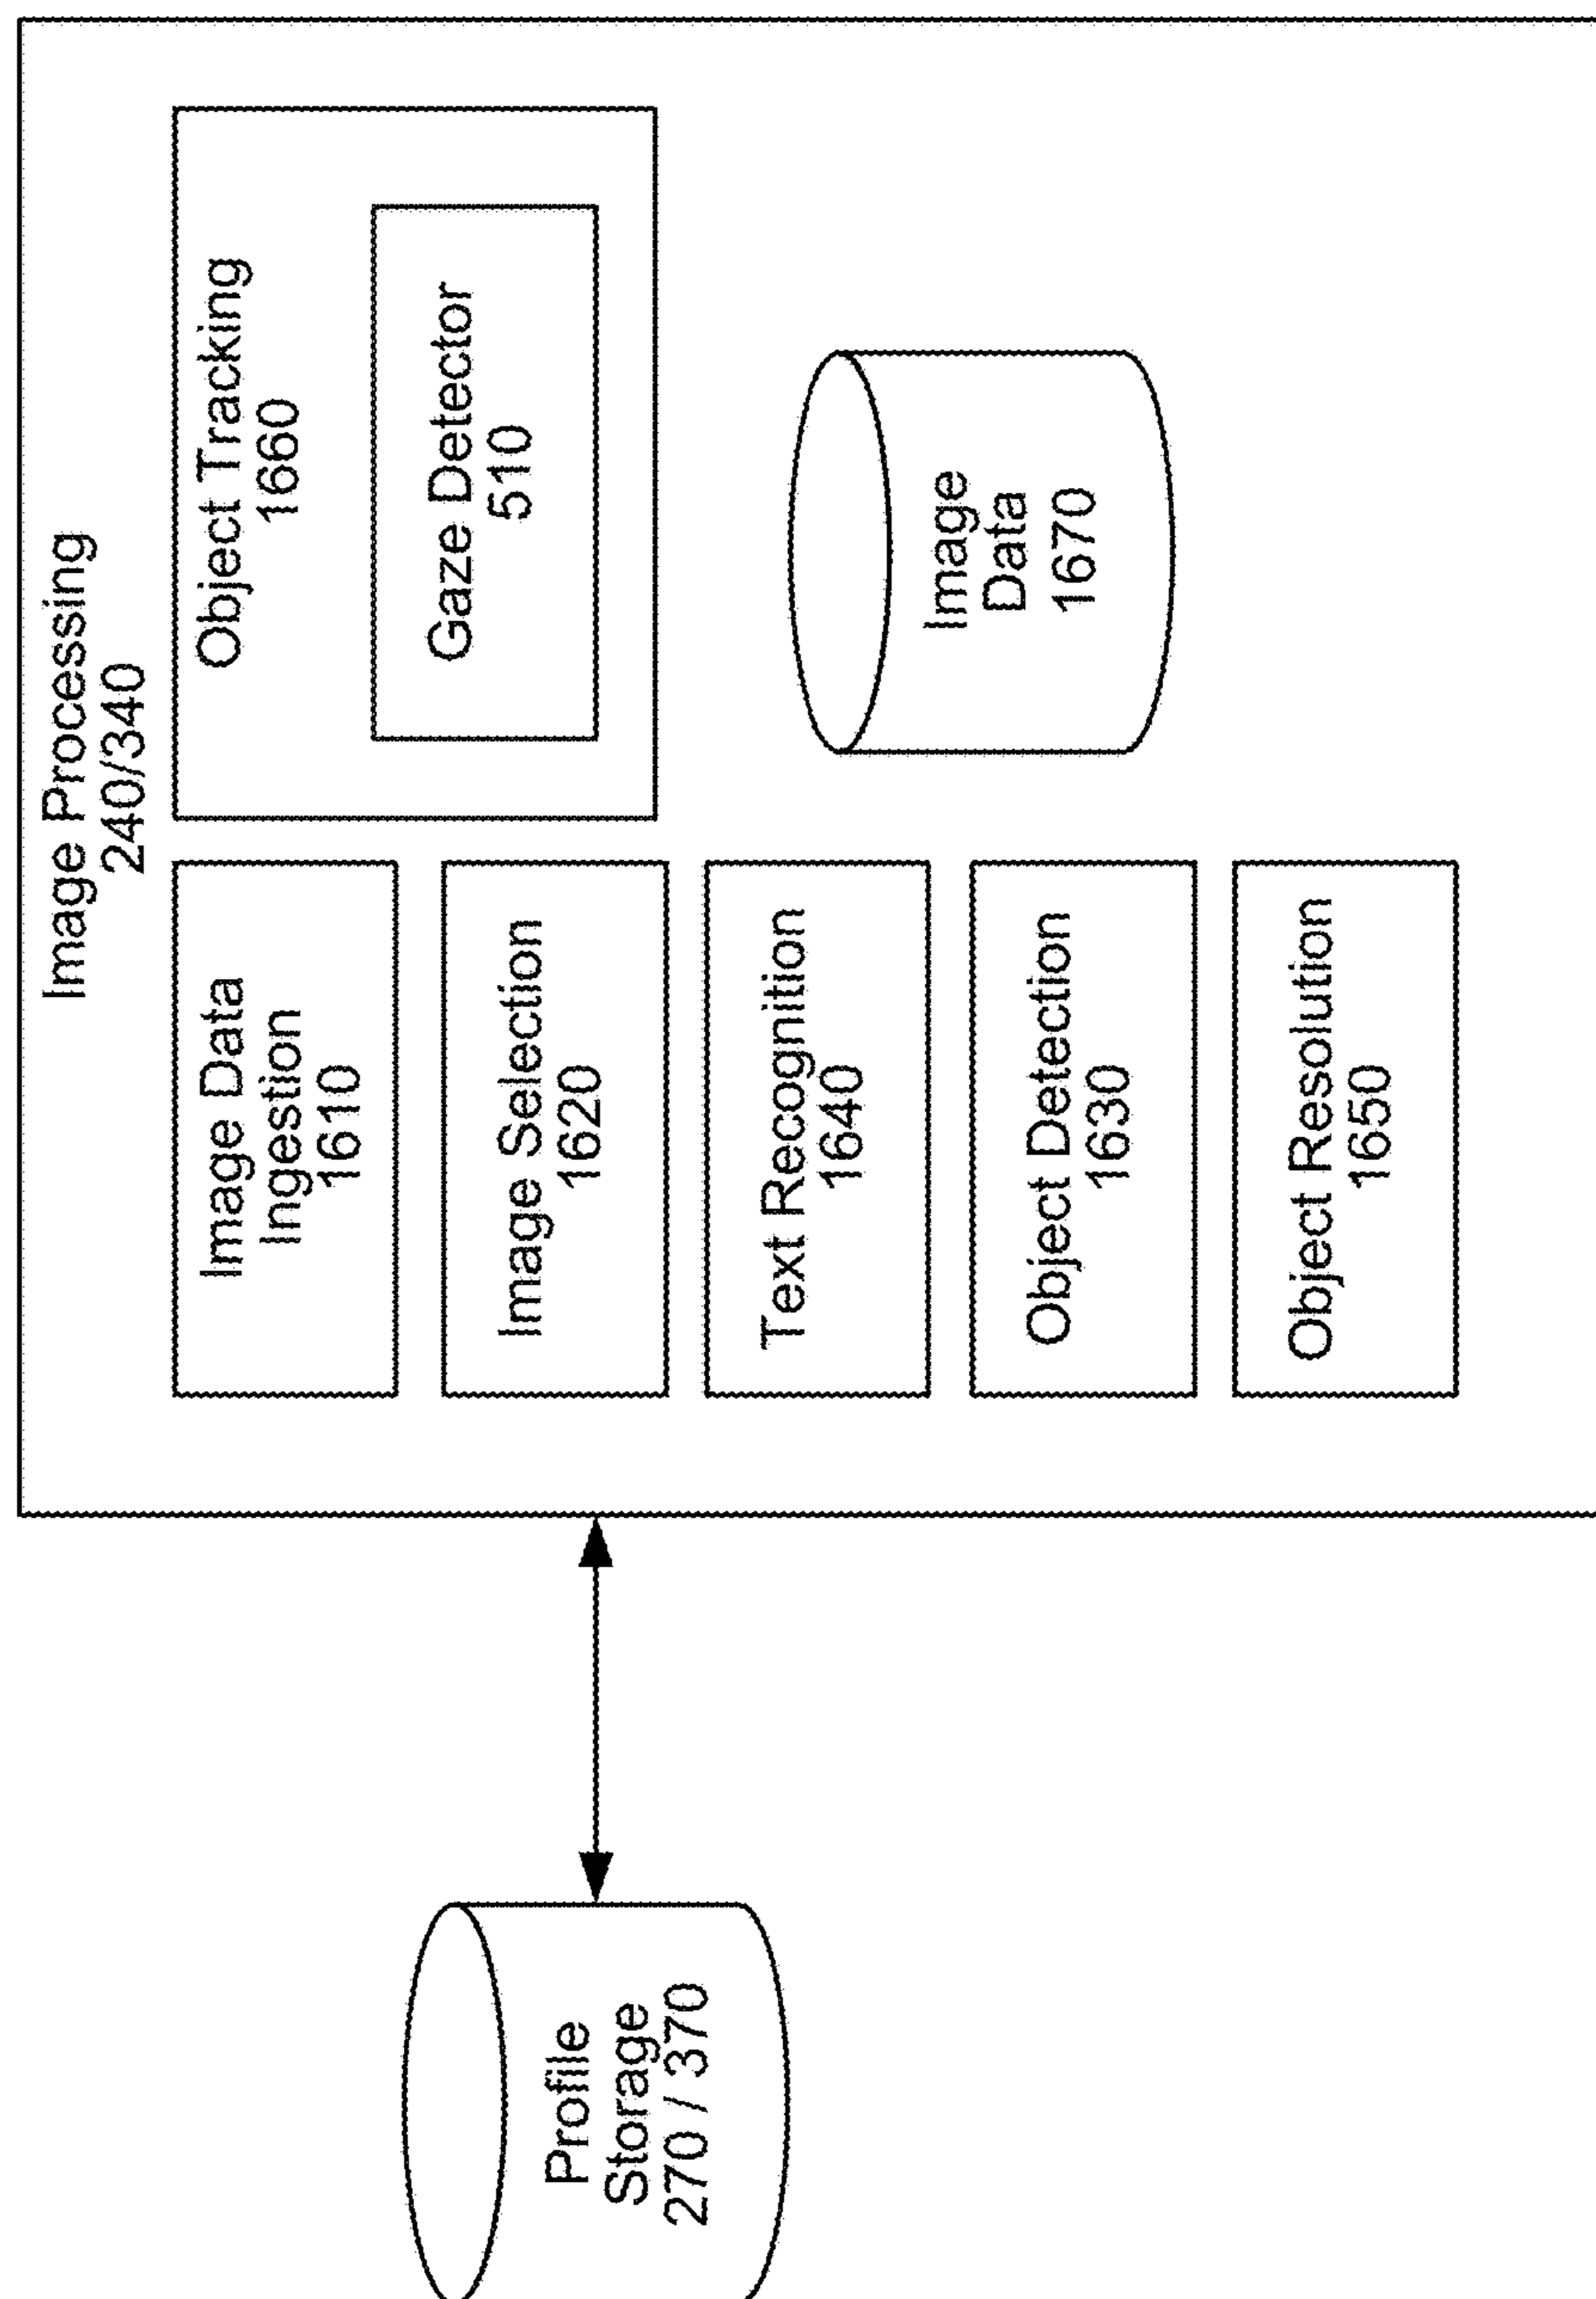 Image Processing
240/340
Image Data
Ingestion
1610
Image Selection
1620
Text Recognition
1640
Object Detection
1630
Object Resolution
1650
Object Tracking
1660
Gaze Detector
510
Image
Data
1670
Profile
Storage
270 / 370